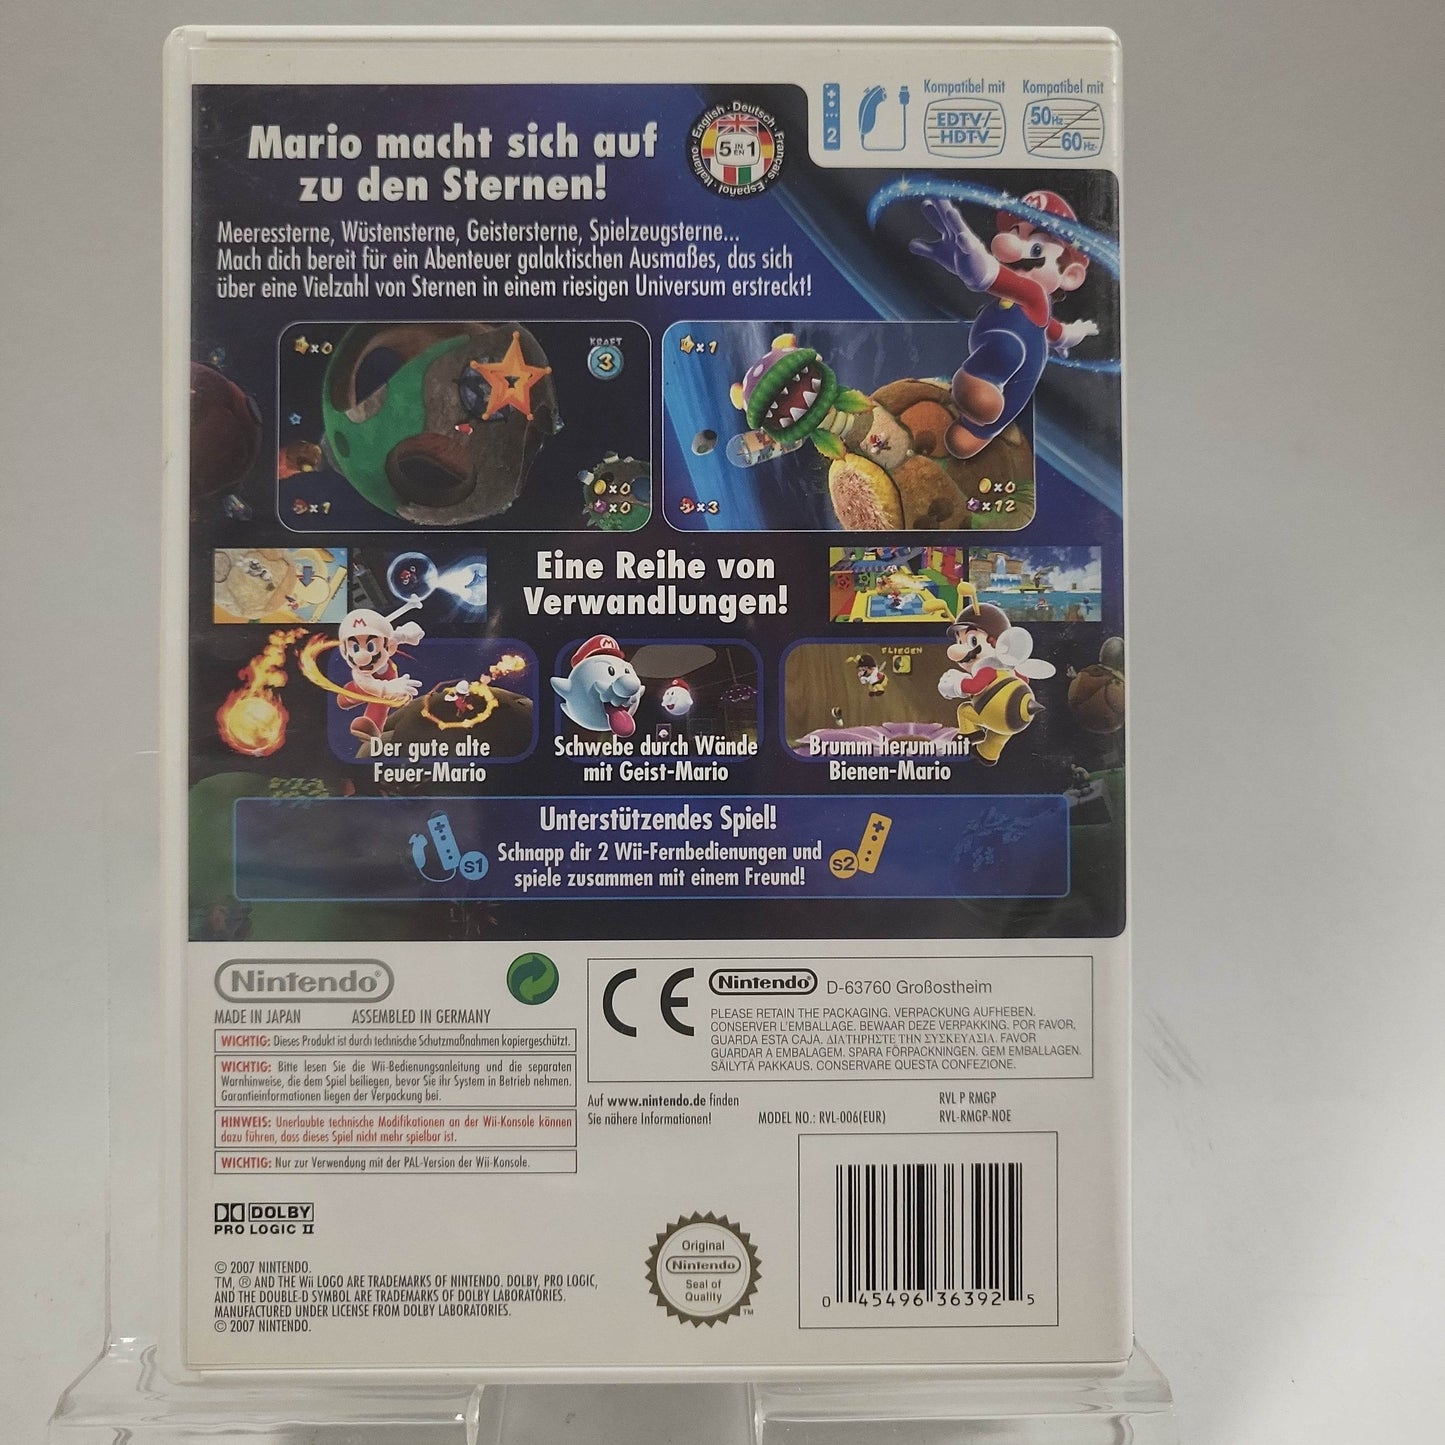 Mario macht sich auf
zu den Sternen!
English · Deutsch · Français · Español · Italiano
5 IN EN 1
2
Kompatibel mit
EDTV/
HDTV
Kompatibel mit
50Hz
60Hz
Meeressterne, Wüstensterne, Geistersterne, Spielzeugsterne...
Mach dich bereit für ein Abenteuer galaktischen Ausmaßes, das sich
über eine Vielzahl von Sternen in einem riesigen Universum erstreckt!
x0
KRAFT
3
x1
x0
x0
x1
x3
x0
x12
Eine Reihe von
Verwandlungen!
FLIEGEN
Der gute alte
Feuer-Mario
Schwebe durch Wände
mit Geist-Mario
Brumm herum mit
Bienen-Mario
Unterstützendes Spiel!
Schnapp dir 2 Wii-Fernbedienungen und
spiele zusammen mit einem Freund!
S1
S2
Nintendo®
MADE IN JAPAN ASSEMBLED IN GERMANY
WICHTIG: Dieses Produkt ist durch technische Schutzmaßnahmen kopiergeschützt.
WICHTIG: Bitte lesen Sie die Wii-Bedienungsanleitung und die separaten
Warnhinweise, die dem Spiel beiliegen, bevor Sie ihr System in Betrieb nehmen.
Garantieinformationen liegen der Verpackung bei.
HINWEIS: Unerlaubte technische Modifikationen an der Wii-Konsole können
dazu führen, dass dieses Spiel nicht mehr spielbar ist.
WICHTIG: Nur zur Verwendung mit der PAL-Version der Wii-Konsole.
CE
Nintendo® D-63760 Großostheim
PLEASE RETAIN THE PACKAGING. VERPACKUNG AUFHEBEN.
CONSERVER L'EMBALLAGE. BEWAAR DEZE VERPAKKING. POR FAVOR,
GUARDA ESTA CAJA. ΔΙΑΤΗΡΗΣΤΕ ΤΗΝ ΣΥΣΚΕΥΑΣΙΑ. FAVOR
GUARDAR A EMBALAGEM. SPARA FÖRPACKNINGEN. GEM EMBALLAGEN.
SÄILYTÄ PAKKAUS. CONSERVARE QUESTA CONFEZIONE.
Auf www.nintendo.de finden
Sie nähere Informationen!
MODEL NO.: RVL-006(EUR)
RVL P RMGP
RVL-RMGP-NOE
DOLBY
PRO LOGIC II
© 2007 NINTENDO.
TM, ® AND THE Wii LOGO ARE TRADEMARKS OF NINTENDO. DOLBY, PRO LOGIC,
AND THE DOUBLE-D SYMBOL ARE TRADEMARKS OF DOLBY LABORATORIES.
MANUFACTURED UNDER LICENSE FROM DOLBY LABORATORIES.
© 2007 NINTENDO.
Original
Nintendo
Seal of
Quality
TM
0 45496 36392 5